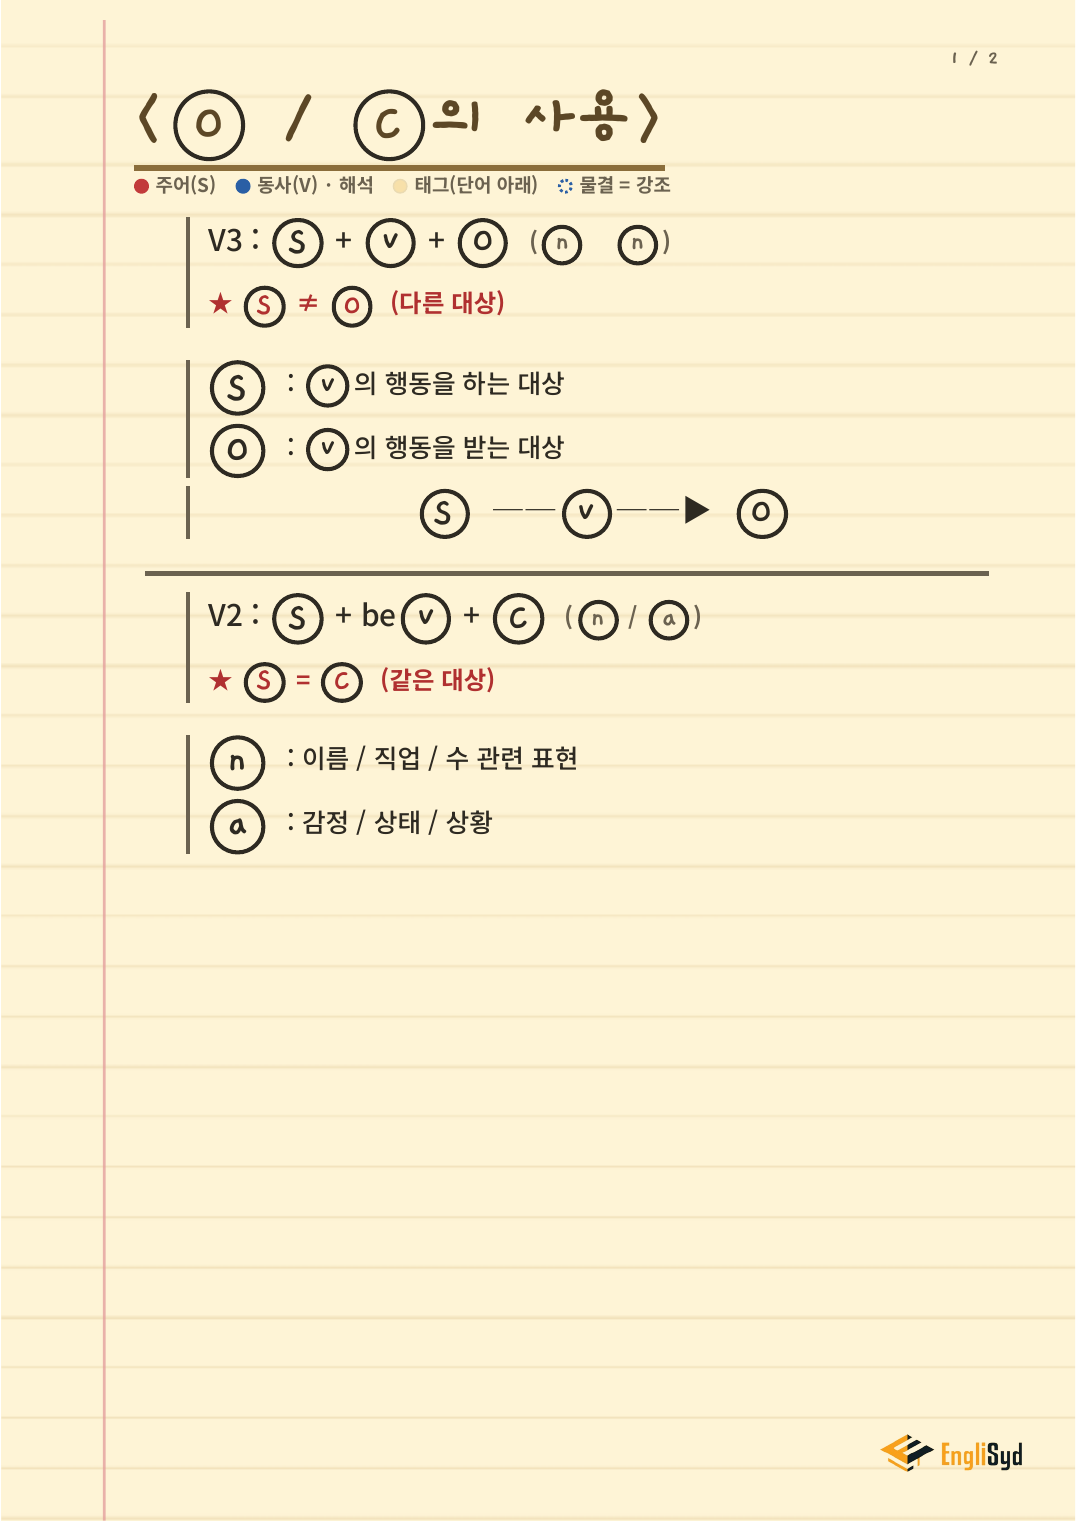 1 / 2
〈Ⓞ / Ⓒ의 사용〉
주어(S) 동사(V) · 해석 태그(단어 아래) 물결 = 강조
V3 : Ⓢ + ⓥ + Ⓞ (ⓝ ⓝ)
★ Ⓢ ≠ Ⓞ (다른 대상)
Ⓢ : ⓥ의 행동을 하는 대상
Ⓞ : ⓥ의 행동을 받는 대상
Ⓢ ——ⓥ——▶ Ⓞ
V2 : Ⓢ + beⓥ + Ⓒ (ⓝ / ⓐ)
★ Ⓢ = Ⓒ (같은 대상)
ⓝ : 이름 / 직업 / 수 관련 표현
ⓐ : 감정 / 상태 / 상황
EngliSyd